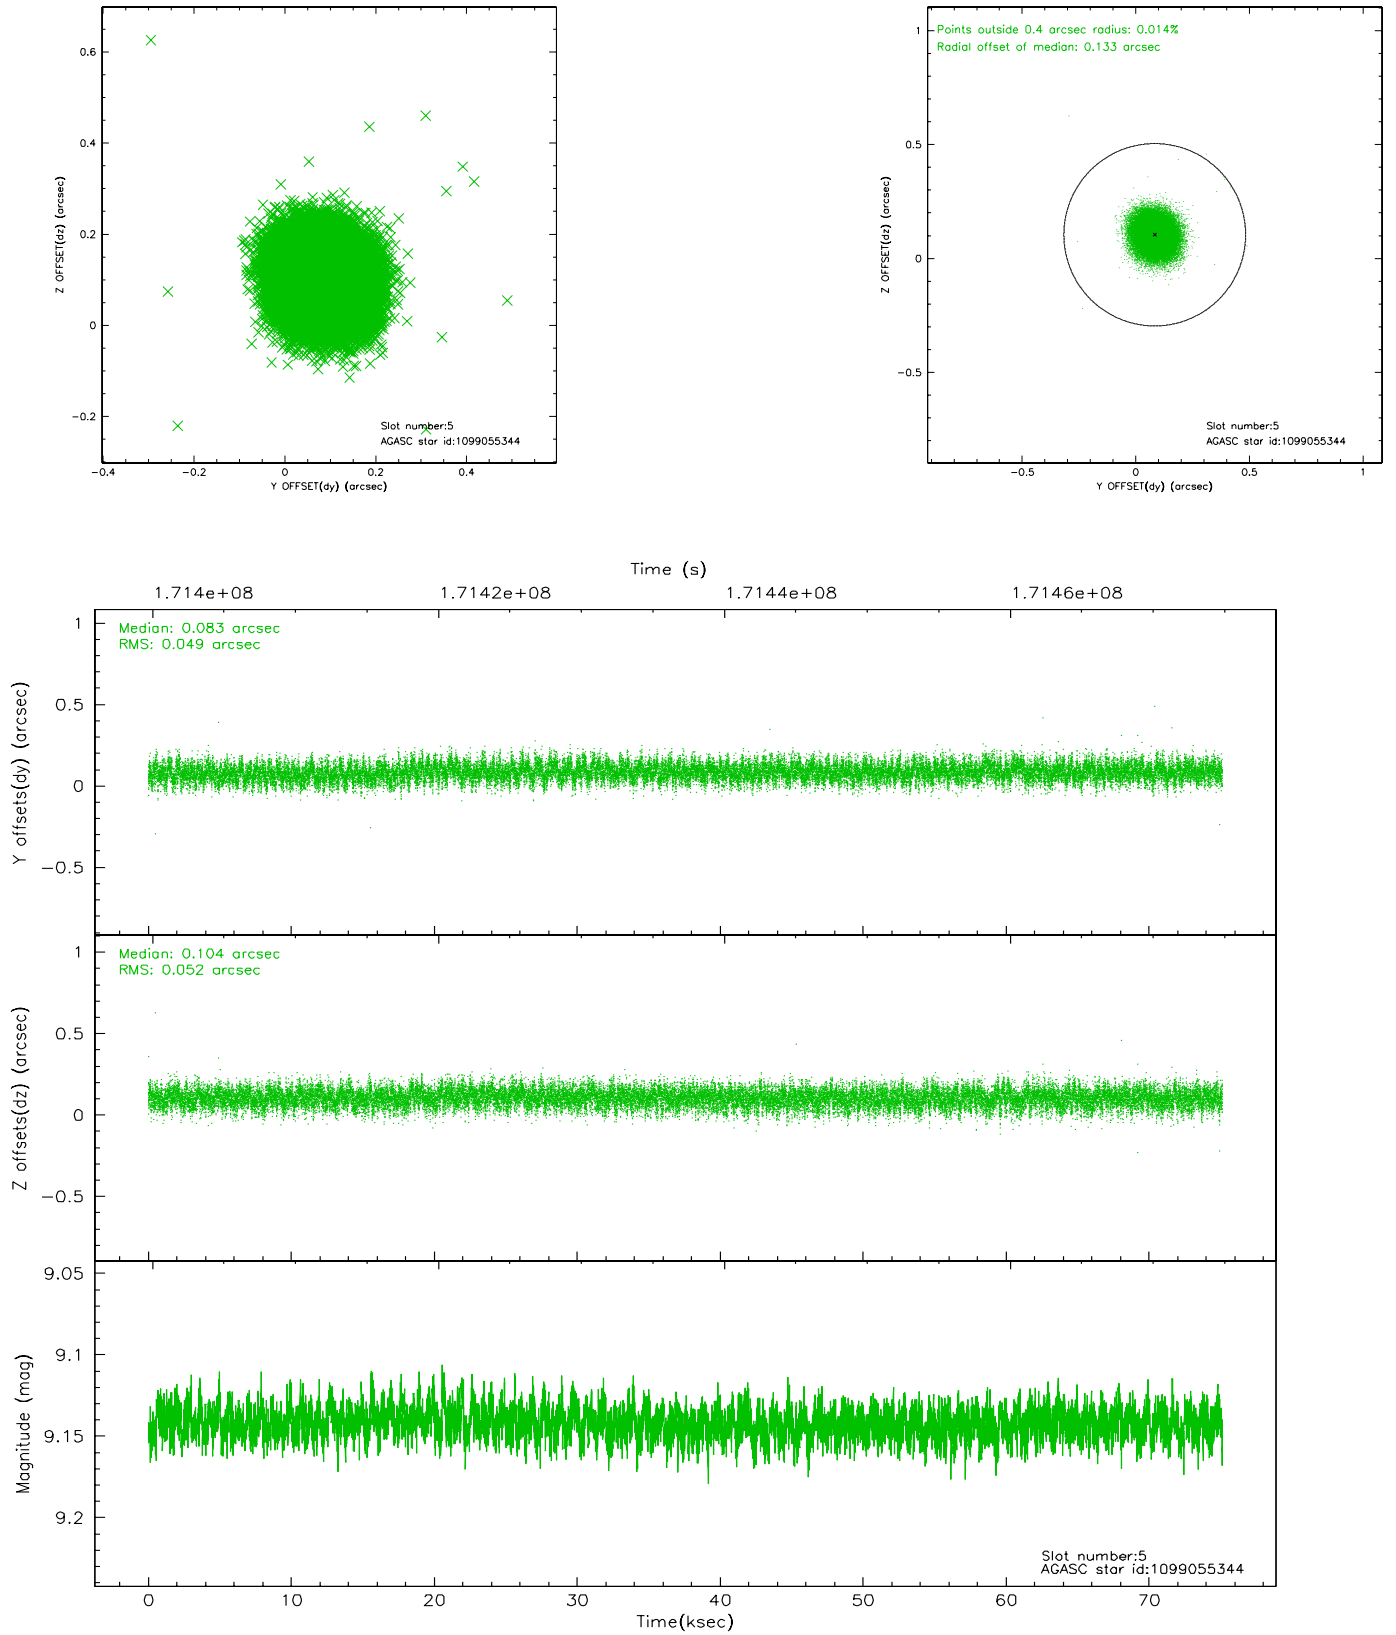 0.6
0.4
0.2
0
−0.2
Z OFFSET(dz) (arcsec)
−0.4 −0.2 0 0.2 0.4
Y OFFSET(dy) (arcsec)
Slot number:5
AGASC star id:1099055344
Points outside 0.4 arcsec radius: 0.014%
Radial offset of median: 0.133 arcsec
1
0.5
0
−0.5
Z OFFSET(dz) (arcsec)
−0.5 0 0.5 1
Y OFFSET(dy) (arcsec)
Slot number:5
AGASC star id:1099055344
Time (s)
1.714e+08 1.7142e+08 1.7144e+08 1.7146e+08
Median: 0.083 arcsec
RMS: 0.049 arcsec
1
0.5
0
−0.5
Y offsets(dy) (arcsec)
Median: 0.104 arcsec
RMS: 0.052 arcsec
1
0.5
0
−0.5
Z offsets(dz) (arcsec)
9.05
9.1
9.15
9.2
Magnitude (mag)
Slot number:5
AGASC star id:1099055344
0 10 20 30 40 50 60 70
Time(ksec)